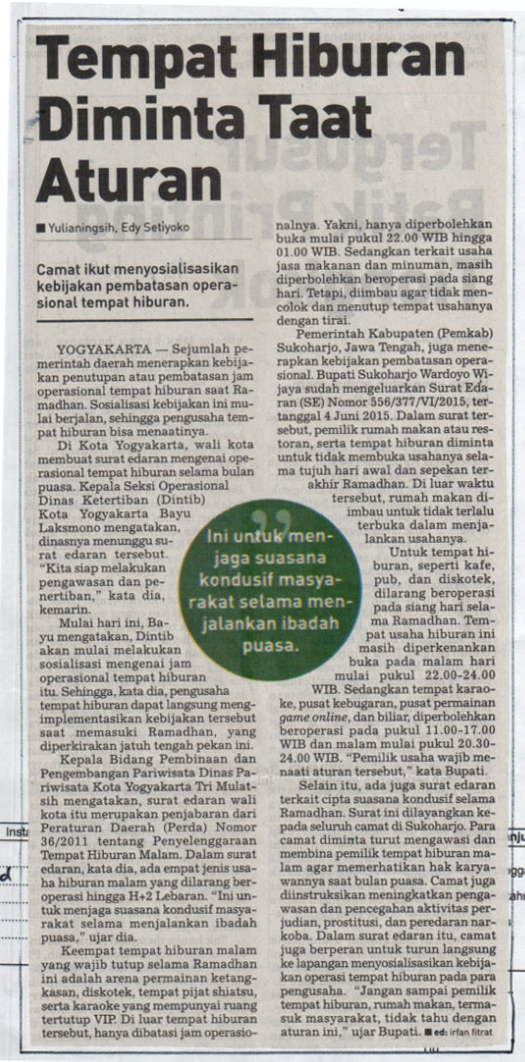 Tempat Hiburan
Diminta Taat
Aturan
■ Yulianingsih, Edy Setiyoko
Camat ikut menyosialisasikan
kebijakan pembatasan opera-
sional tempat hiburan.
YOGYAKARTA — Sejumlah pe-
merintah daerah menerapkan kebija-
kan penutupan atau pembatasan jam
operasional tempat hiburan saat Ra-
madhan. Sosialisasi kebijakan ini mu-
lai berjalan, sehingga pengusaha tem-
pat hiburan bisa menaatinya.
Di Kota Yogyakarta, wali kota
membuat surat edaran mengenai ope-
rasional tempat hiburan selama bulan
puasa. Kepala Seksi Operasional
Dinas Ketertiban (Dintib)
Kota Yogyakarta Bayu
Laksmono mengatakan,
dinasnya menunggu su-
rat edaran tersebut.
"Kita siap melakukan
pengawasan dan pe-
nertiban," kata dia,
kemarin.
Mulai hari ini, Ba-
yu mengatakan, Dintib
akan mulai melakukan
sosialisasi mengenai jam
operasional tempat hiburan
itu. Sehingga, kata dia, pengusaha
tempat hiburan dapat langsung meng-
implementasikan kebijakan tersebut
saat memasuki Ramadhan, yang
diperkirakan jatuh tengah pekan ini.
Kepala Bidang Pembinaan dan
Pengembangan Pariwisata Dinas Pa-
riwisata Kota Yogyakarta Tri Mulat-
sih mengatakan, surat edaran wali
kota itu merupakan penjabaran dari
Peraturan Daerah (Perda) Nomor
36/2011 tentang Penyelenggaraan
Tempat Hiburan Malam. Dalam surat
edaran, kata dia, ada empat jenis usa-
ha hiburan malam yang dilarang ber-
operasi hingga H+2 Lebaran. "Ini un-
tuk menjaga suasana kondusif masya-
rakat selama menjalankan ibadah
puasa," ujar dia.
Keempat tempat hiburan malam
yang wajib tutup selama Ramadhan
ini adalah arena permainan ketang-
kasan, diskotek, tempat pijat shiatsu,
serta karaoke yang mempunyai ruang
tertutup VIP. Di luar tempat hiburan
tersebut, hanya dibatasi jam operasio-
nalnya. Yakni, hanya diperbolehkan
buka mulai pukul 22.00 WIB hingga
01.00 WIB. Sedangkan terkait usaha
jasa makanan dan minuman, masih
diperbolehkan beroperasi pada siang
hari. Tetapi, diimbau agar tidak men-
colok dan menutup tempat usahanya
dengan tirai.
Pemerintah Kabupaten (Pemkab)
Sukoharjo, Jawa Tengah, juga mene-
rapkan kebijakan pembatasan opera-
sional. Bupati Sukoharjo Wardoyo Wi-
jaya sudah mengeluarkan Surat Eda-
ran (SE) Nomor 556/377/VI/2015, ter-
tanggal 4 Juni 2015. Dalam surat ter-
sebut, pemilik rumah makan atau res-
toran, serta tempat hiburan diminta
untuk tidak membuka usahanya sela-
ma tujuh hari awal dan sepekan ter-
akhir Ramadhan. Di luar waktu
tersebut, rumah makan di-
imbau untuk tidak terlalu
terbuka dalam menja-
lankan usahanya.
Untuk tempat hi-
buran, seperti kafe,
pub, dan diskotek,
dilarang beroperasi
pada siang hari sela-
ma Ramadhan. Tem-
pat usaha hiburan ini
masih diperkenankan
buka pada malam hari
mulai pukul 22.00-24.00
WIB. Sedangkan tempat karao-
ke, pusat kebugaran, pusat permainan
game online, dan biliar, diperbolehkan
beroperasi pada pukul 11.00-17.00
WIB dan malam mulai pukul 20.30-
24.00 WIB. "Pemilik usaha wajib me-
naati aturan tersebut," kata Bupati.
Selain itu, ada juga surat edaran
terkait cipta suasana kondusif selama
Ramadhan. Surat ini dilayangkan ke-
pada seluruh camat di Sukoharjo. Para
camat diminta turut mengawasi dan
membina pemilik tempat hiburan ma-
lam agar memerhatikan hak karya-
wannya saat bulan puasa. Camat juga
diinstruksikan meningkatkan penga-
wasan dan pencegahan aktivitas per-
judian, prostitusi, dan peredaran nar-
koba. Dalam surat edaran itu, camat
juga berperan untuk turun langsung
ke lapangan menyosialisasikan kebija-
kan operasi tempat hiburan pada para
pengusaha. "Jangan sampai pemilik
tempat hiburan, rumah makan, terma-
suk masyarakat, tidak tahu dengan
aturan ini," ujar Bupati. ■ ed: irfan fitrat
Ini untuk men-
jaga suasana
kondusif masya-
rakat selama men-
jalankan ibadah
puasa.